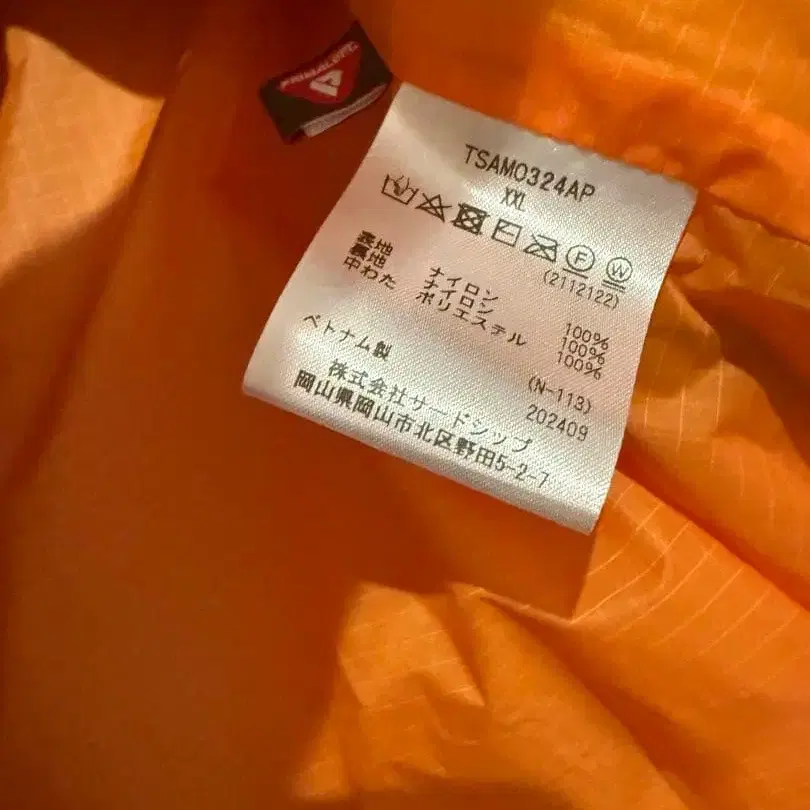 PRIMALOFT
TSAM0324AP
XXL
(2112122)
表地 ナイロン 100%
裏地 ナイロン 100%
中わた ポリエステル 100%
ベトナム製 (N-113)
株式会社サードシップ 202409
岡山県岡山市北区野田5-2-7